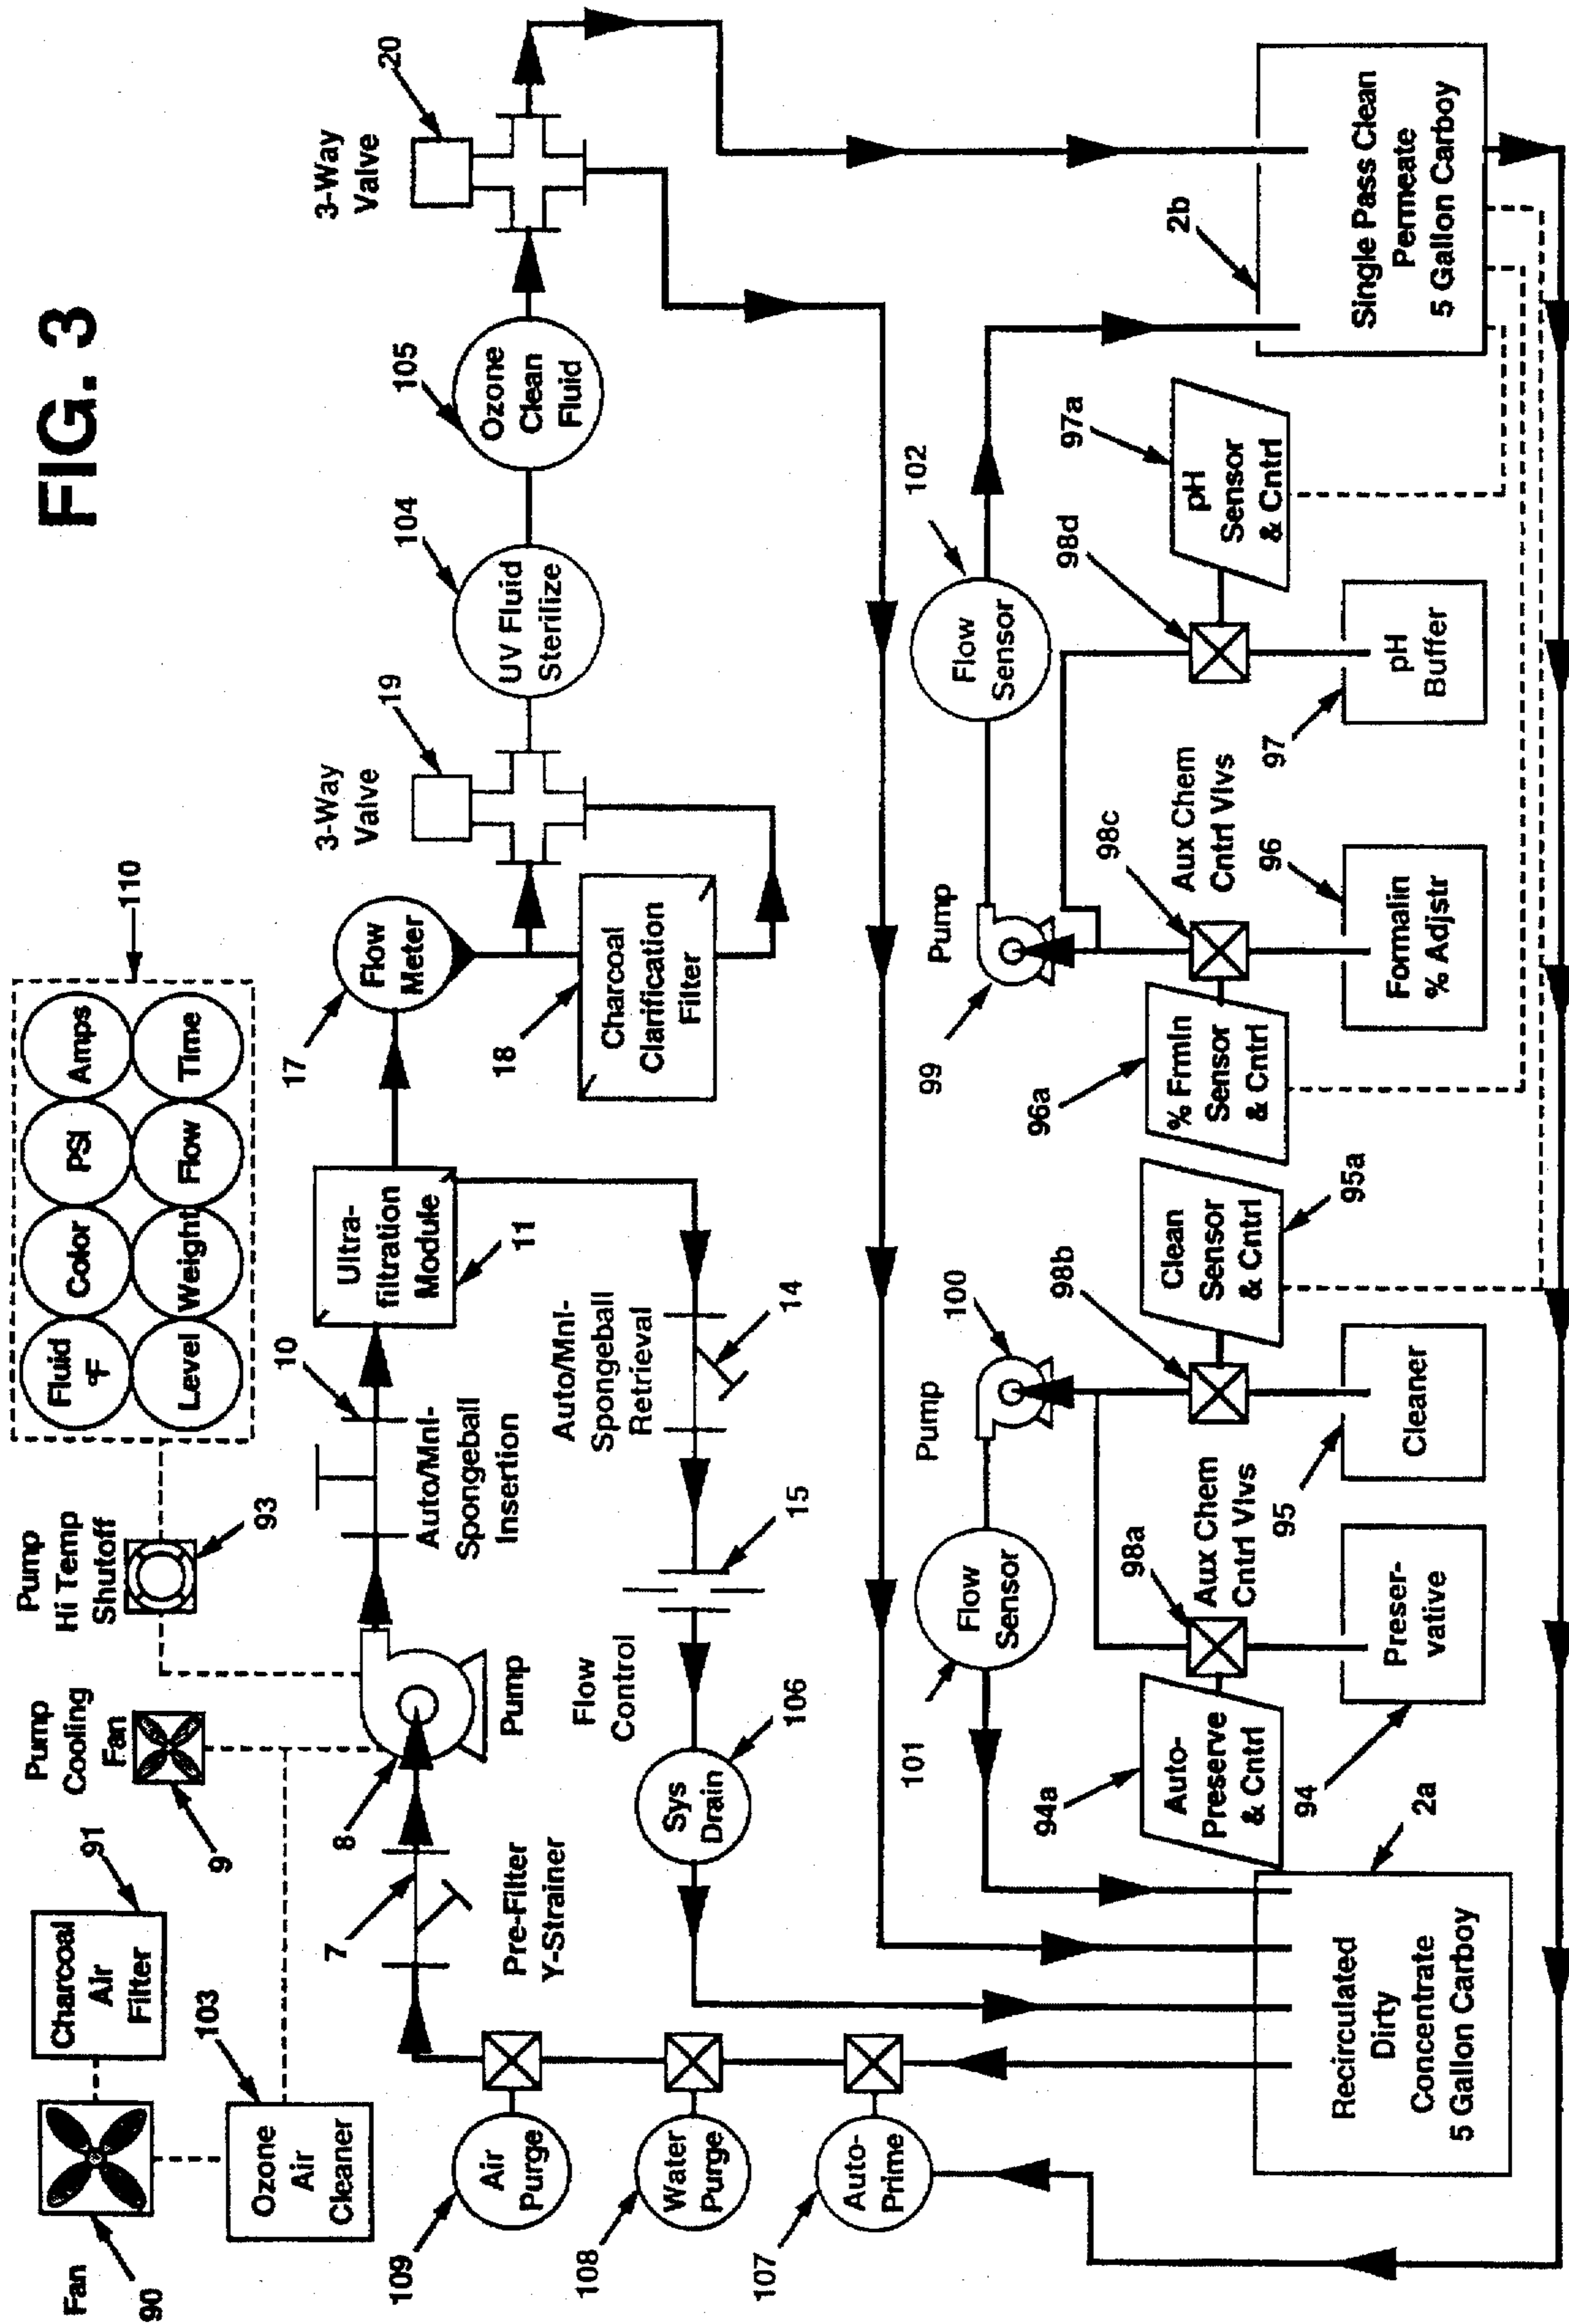 FIG. 3
Fan
90
Charcoal
Air
Filter
91
Ozone
Air
Cleaner
103
Pump
Cooling
Fan
9
Pump
Hi Temp
Shutoff
93
Fluid
°F
Color
PSI
Amps
Level
Weight
Flow
Time
110
109
Air
Purge
108
Water
Purge
107
Auto-
Prime
7
Pre-Filter
Y-Strainer
8
Pump
10
Auto/Mnl-
Spongeball
Insertion
Ultra-
filtration
Module
11
17
Flow
Meter
18
Charcoal
Clarification
Filter
3-Way
Valve
19
104
UV Fluid
Sterilize
105
Ozone
Clean
Fluid
3-Way
Valve
20
Auto/Mnl-
Spongeball
Retrieval
14
15
Flow
Control
106
Sys
Drain
101
Flow
Sensor
Pump
100
99
Pump
102
Flow
Sensor
94a
Auto-
Preserve
& Cntrl
98a
Aux Chem
Cntrl Vlvs
98b
Clean
Sensor
& Cntrl
95a
96a
% Frmln
Sensor
& Cntrl
98c
Aux Chem
Cntrl Vlvs
98d
pH
Sensor
& Cntrl
97a
2a
Recirculated
Dirty
Concentrate
5 Gallon Carboy
94
Preser-
vative
95
Cleaner
96
Formalin
% Adjstr
97
pH
Buffer
2b
Single Pass Clean
Permeate
5 Gallon Carboy